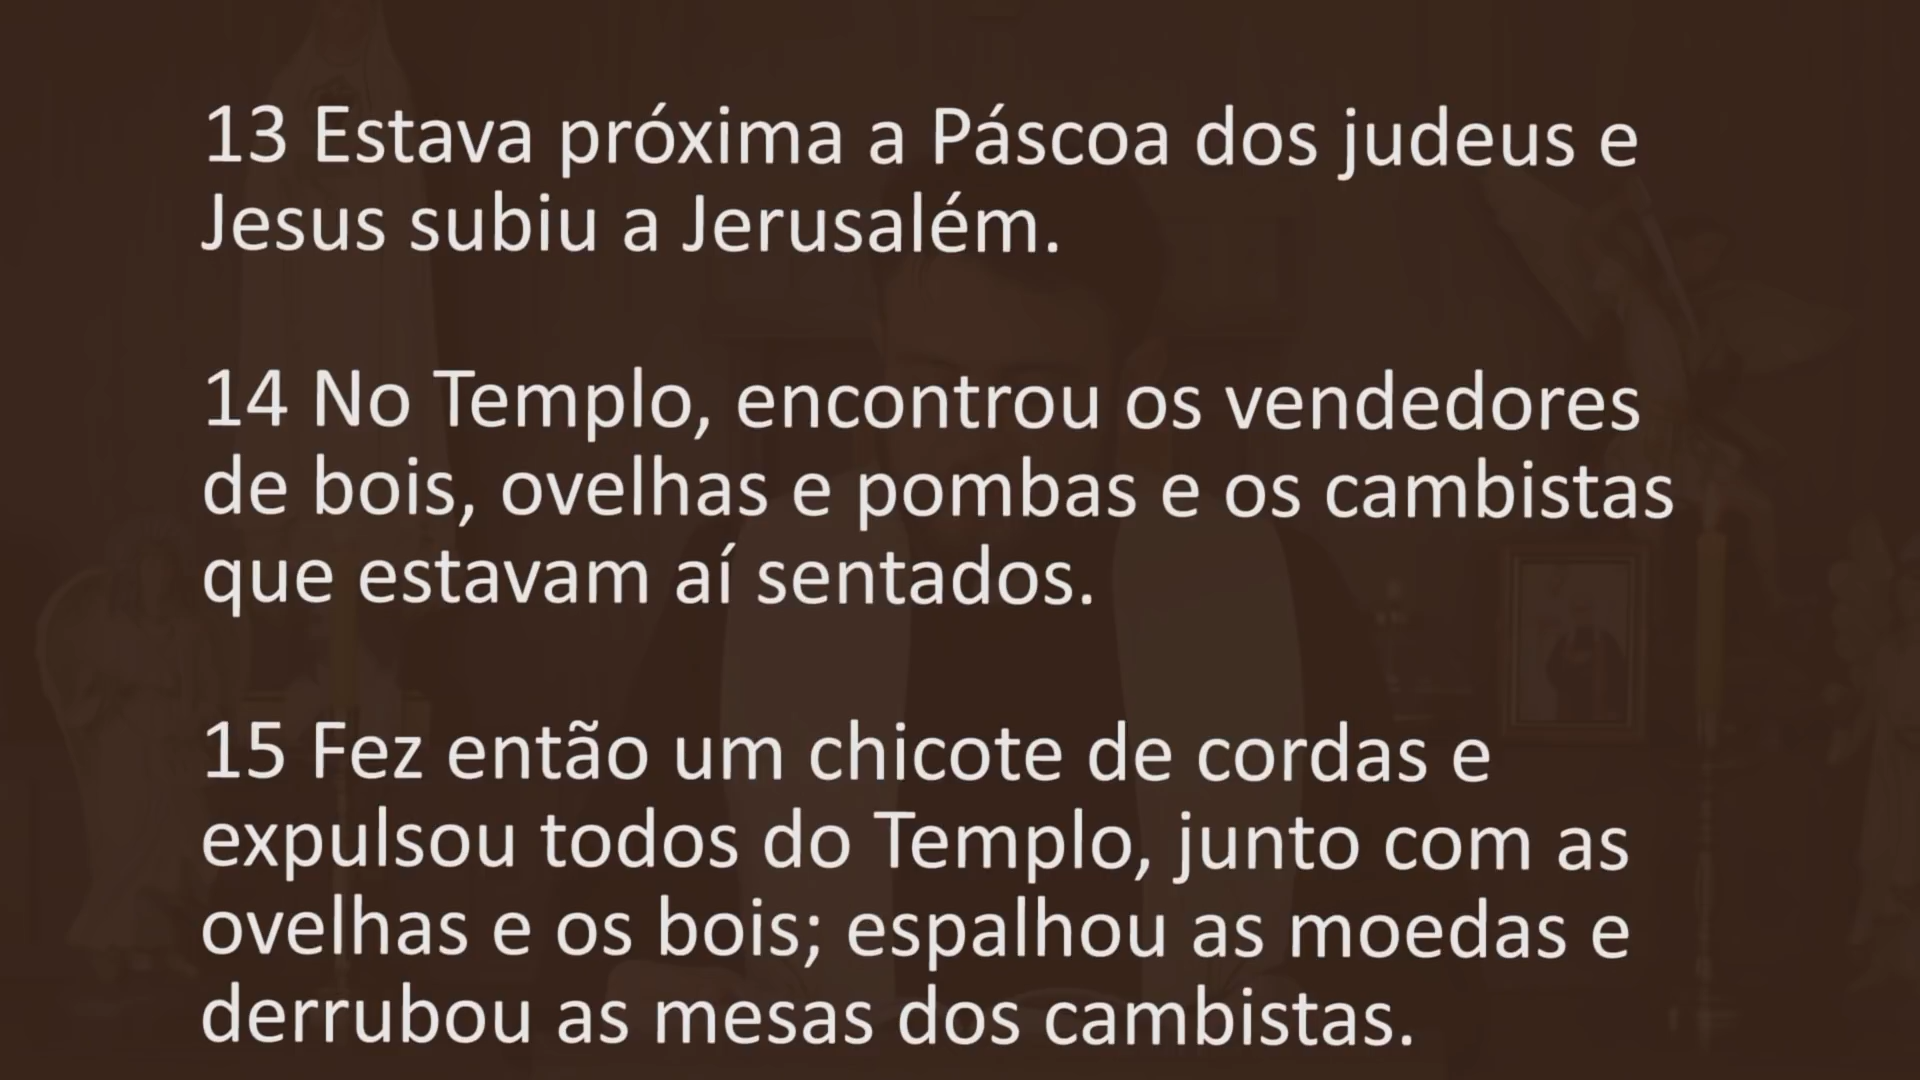 13 Estava próxima a Páscoa dos judeus e
Jesus subiu a Jerusalém.
14 No Templo, encontrou os vendedores
de bois, ovelhas e pombas e os cambistas
que estavam aí sentados.
15 Fez então um chicote de cordas e
expulsou todos do Templo, junto com as
ovelhas e os bois; espalhou as moedas e
derrubou as mesas dos cambistas.